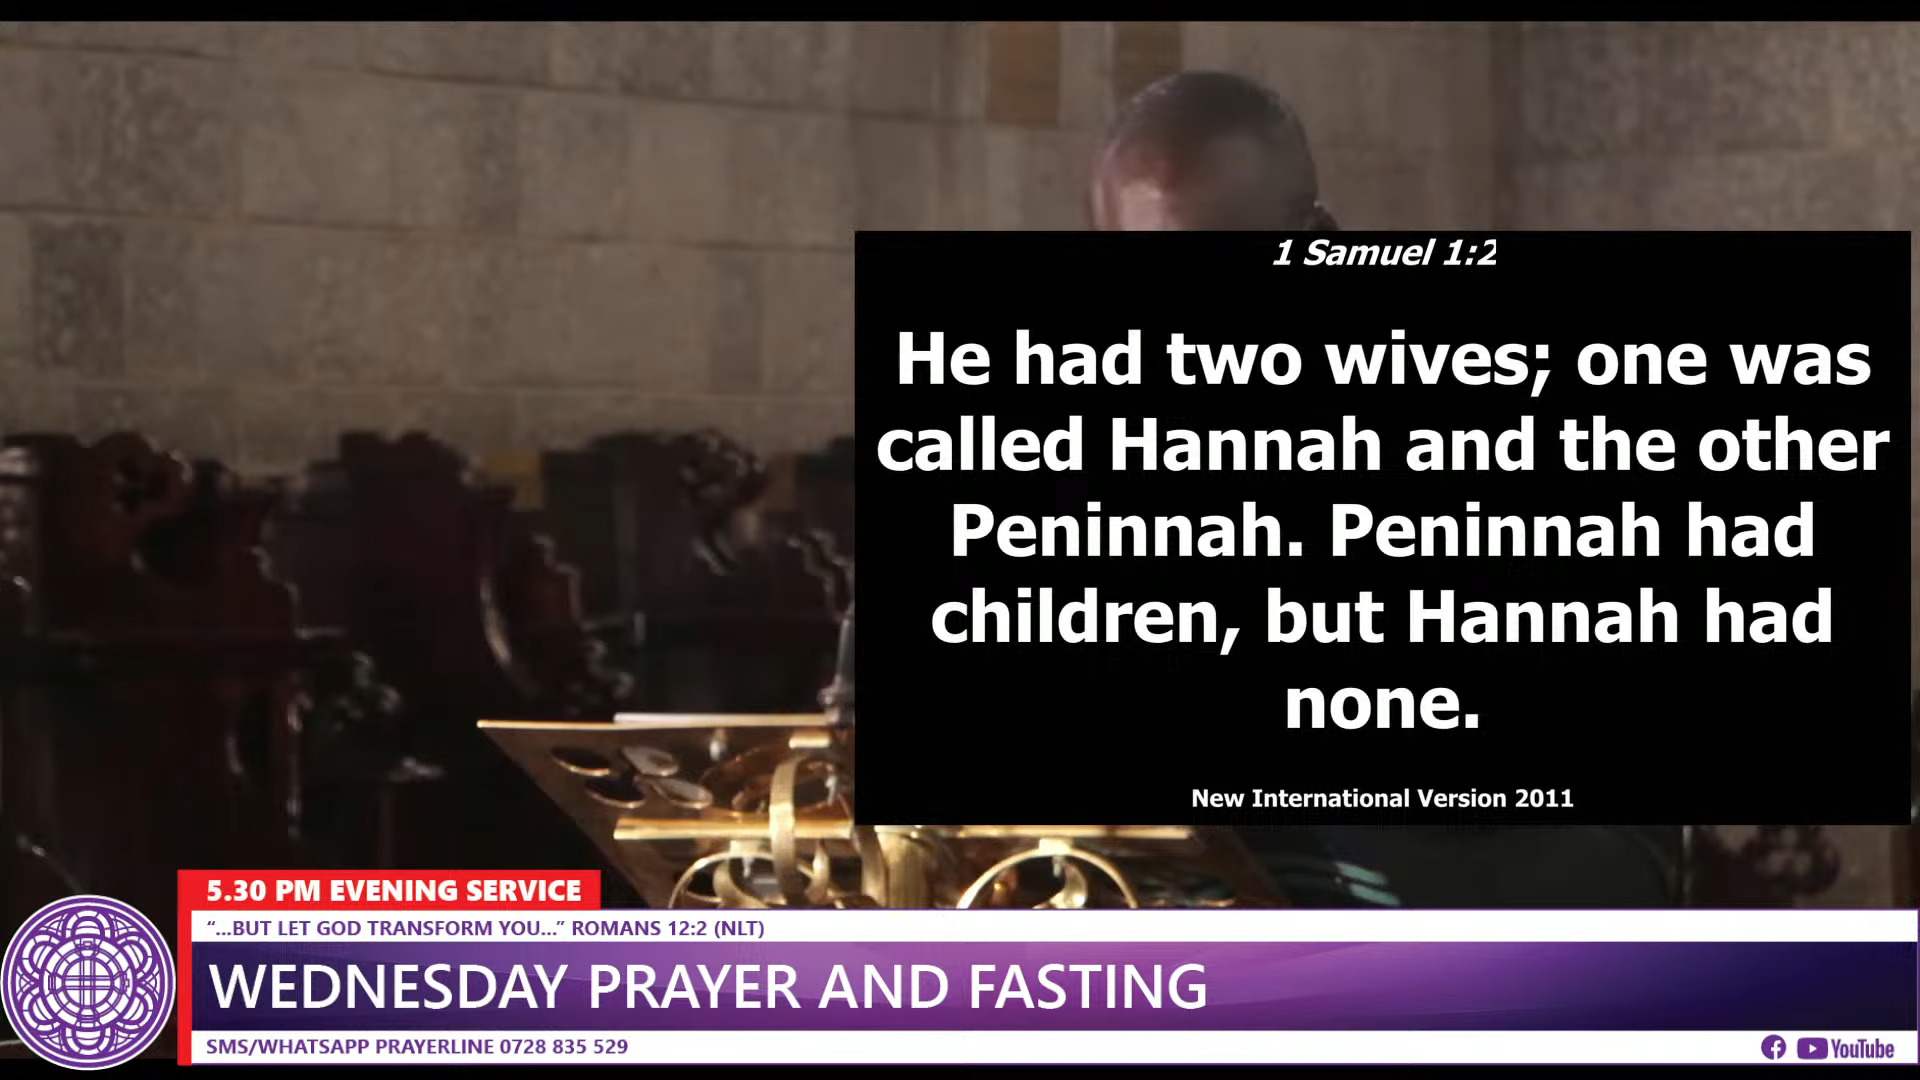 1 Samuel 1:2
He had two wives; one was
called Hannah and the other
Peninnah. Peninnah had
children, but Hannah had
none.
New International Version 2011
5.30 PM EVENING SERVICE
“...BUT LET GOD TRANSFORM YOU...” ROMANS 12:2 (NLT)
WEDNESDAY PRAYER AND FASTING
SMS/WHATSAPP PRAYERLINE 0728 835 529
YouTube